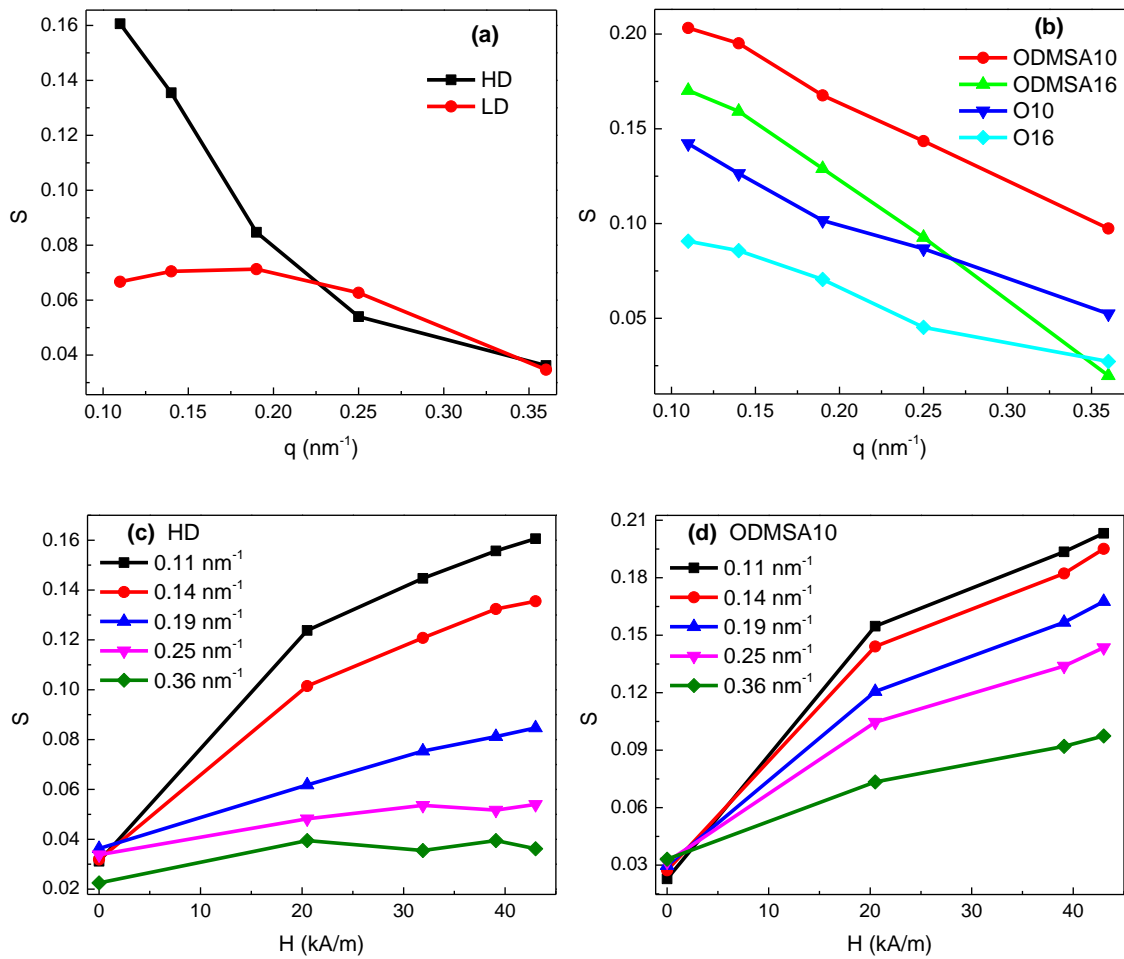 (a)
HD
LD
0.16
0.14
0.12
0.10
0.08
0.06
0.04
S
0.10 0.15 0.20 0.25 0.30 0.35
q (nm⁻¹)
(b)
ODMSA10
ODMSA16
O10
O16
0.20
0.15
0.10
0.05
S
0.10 0.15 0.20 0.25 0.30 0.35
q (nm⁻¹)
(c) HD
0.11 nm⁻¹
0.14 nm⁻¹
0.19 nm⁻¹
0.25 nm⁻¹
0.36 nm⁻¹
0.16
0.14
0.12
0.10
0.08
0.06
0.04
0.02
S
0 10 20 30 40
H (kA/m)
(d) ODMSA10
0.11 nm⁻¹
0.14 nm⁻¹
0.19 nm⁻¹
0.25 nm⁻¹
0.36 nm⁻¹
0.21
0.18
0.15
0.12
0.09
0.06
0.03
S
0 10 20 30 40
H (kA/m)